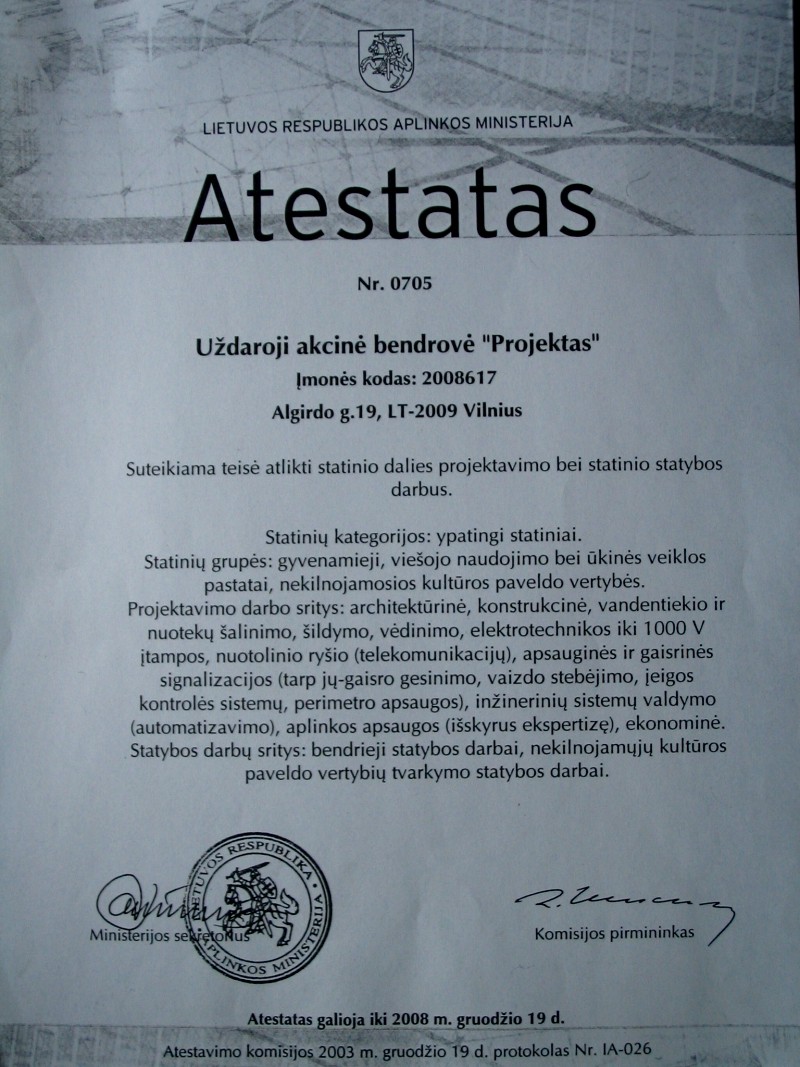 LIETUVOS RESPUBLIKOS APLINKOS MINISTERIJA
Atestatas
Nr. 0705
Uždaroji akcinė bendrovė "Projektas"
Įmonės kodas: 2008617
Algirdo g.19, LT-2009 Vilnius
Suteikiama teisė atlikti statinio dalies projektavimo bei statinio statybos
darbus.
Statinių kategorijos: ypatingi statiniai.
Statinių grupės: gyvenamieji, viešojo naudojimo bei ūkinės veiklos
pastatai, nekilnojamosios kultūros paveldo vertybės.
Projektavimo darbo sritys: architektūrinė, konstrukcinė, vandentiekio ir
nuotekų šalinimo, šildymo, vėdinimo, elektrotechnikos iki 1000 V
įtampos, nuotolinio ryšio (telekomunikacijų), apsauginės ir gaisrinės
signalizacijos (tarp jų-gaisro gesinimo, vaizdo stebėjimo, įeigos
kontrolės sistemų, perimetro apsaugos), inžinerinių sistemų valdymo
(automatizavimo), aplinkos apsaugos (išskyrus ekspertizę), ekonominė.
Statybos darbų sritys: bendrieji statybos darbai, nekilnojamųjų kultūros
paveldo vertybių tvarkymo statybos darbai.
LIETUVOS RESPUBLIKA • APLINKOS MINISTERIJA
Ministerijos sekretorius
Komisijos pirmininkas
Atestatas galioja iki 2008 m. gruodžio 19 d.
Atestavimo komisijos 2003 m. gruodžio 19 d. protokolas Nr. IA-026